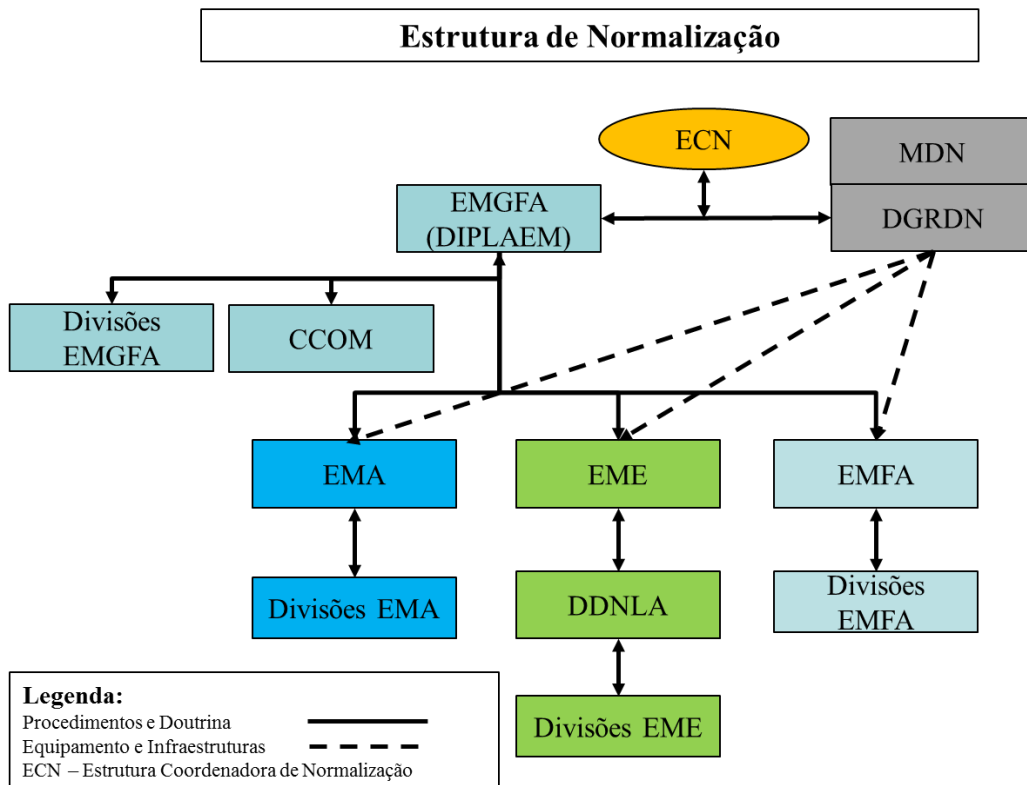 Estrutura de Normalização
ECN
MDN
EMGFA
(DIPLAEM)
DGRDN
Divisões
EMGFA
CCOM
EMA
EME
EMFA
Divisões EMA
DDNLA
Divisões
EMFA
Divisões EME
Legenda:
Procedimentos e Doutrina
Equipamento e Infraestruturas
ECN – Estrutura Coordenadora de Normalização